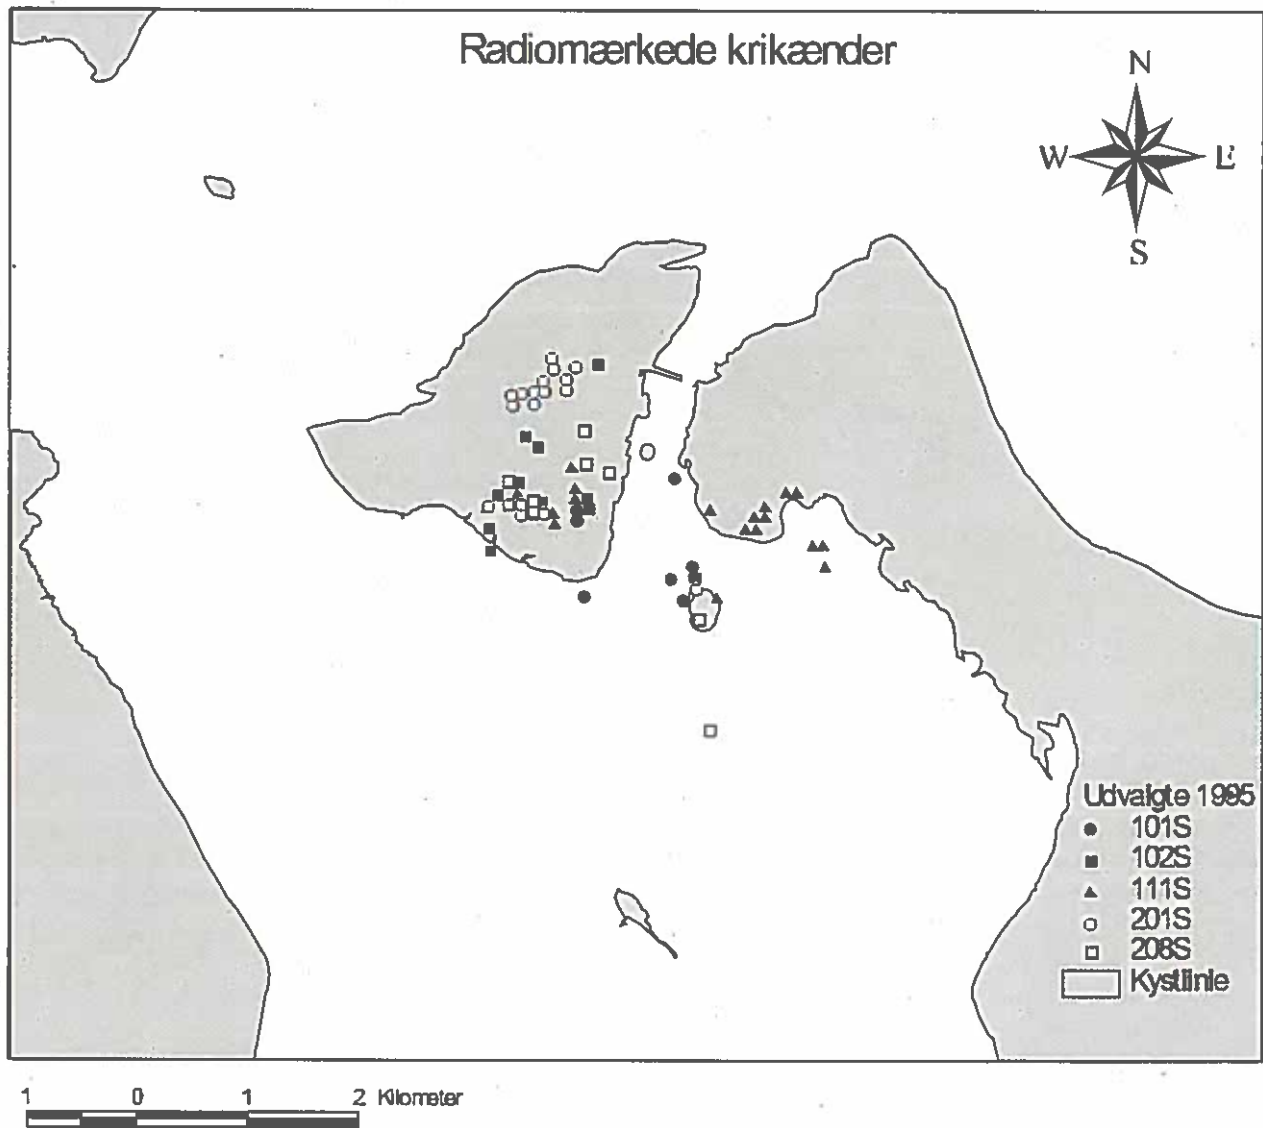 Radiomærkede krikænder
N
W E
S
Udvalgte 1995
101S
102S
111S
201S
208S
Kystlinie
1 0 1 2 Kilometer